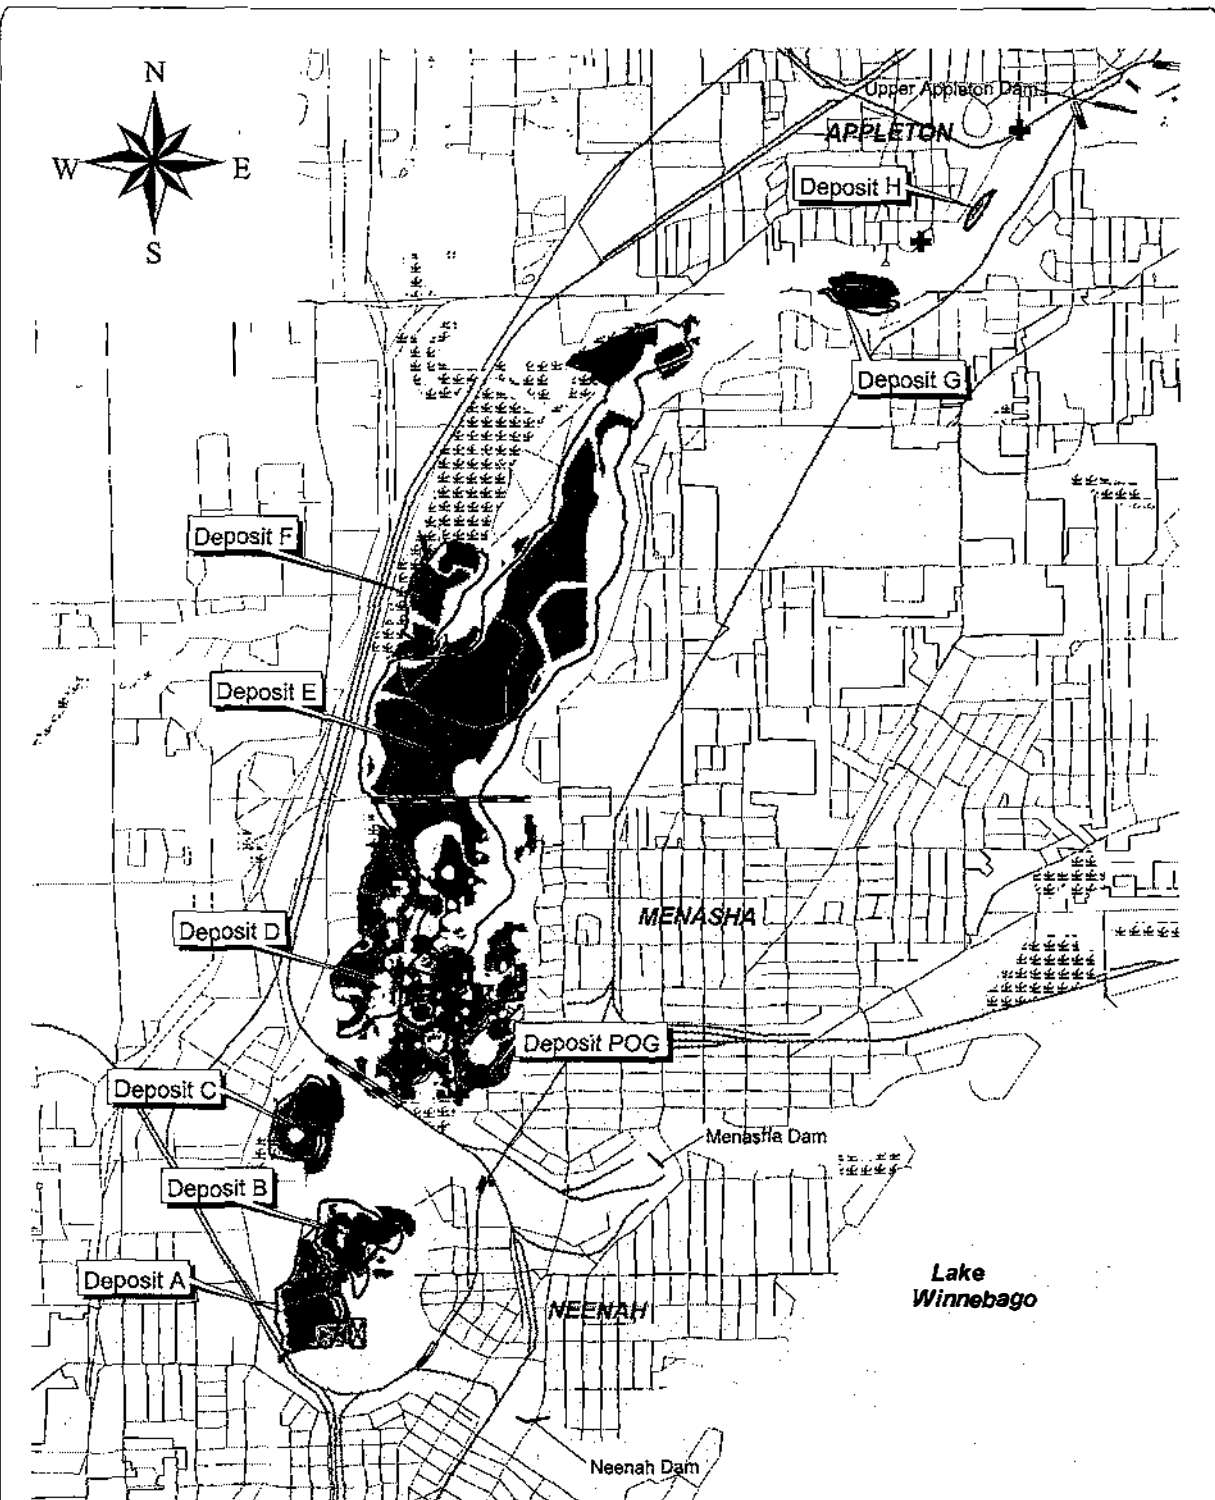 N
W
E
S
Upper Appleton Dam
APPLETON
Deposit H
Deposit G
Deposit F
Deposit E
MENASHA
Deposit D
Deposit POG
Deposit C
Menasha Dam
Deposit B
Deposit A
Lake
Winnebago
NEENAH
Neenah Dam